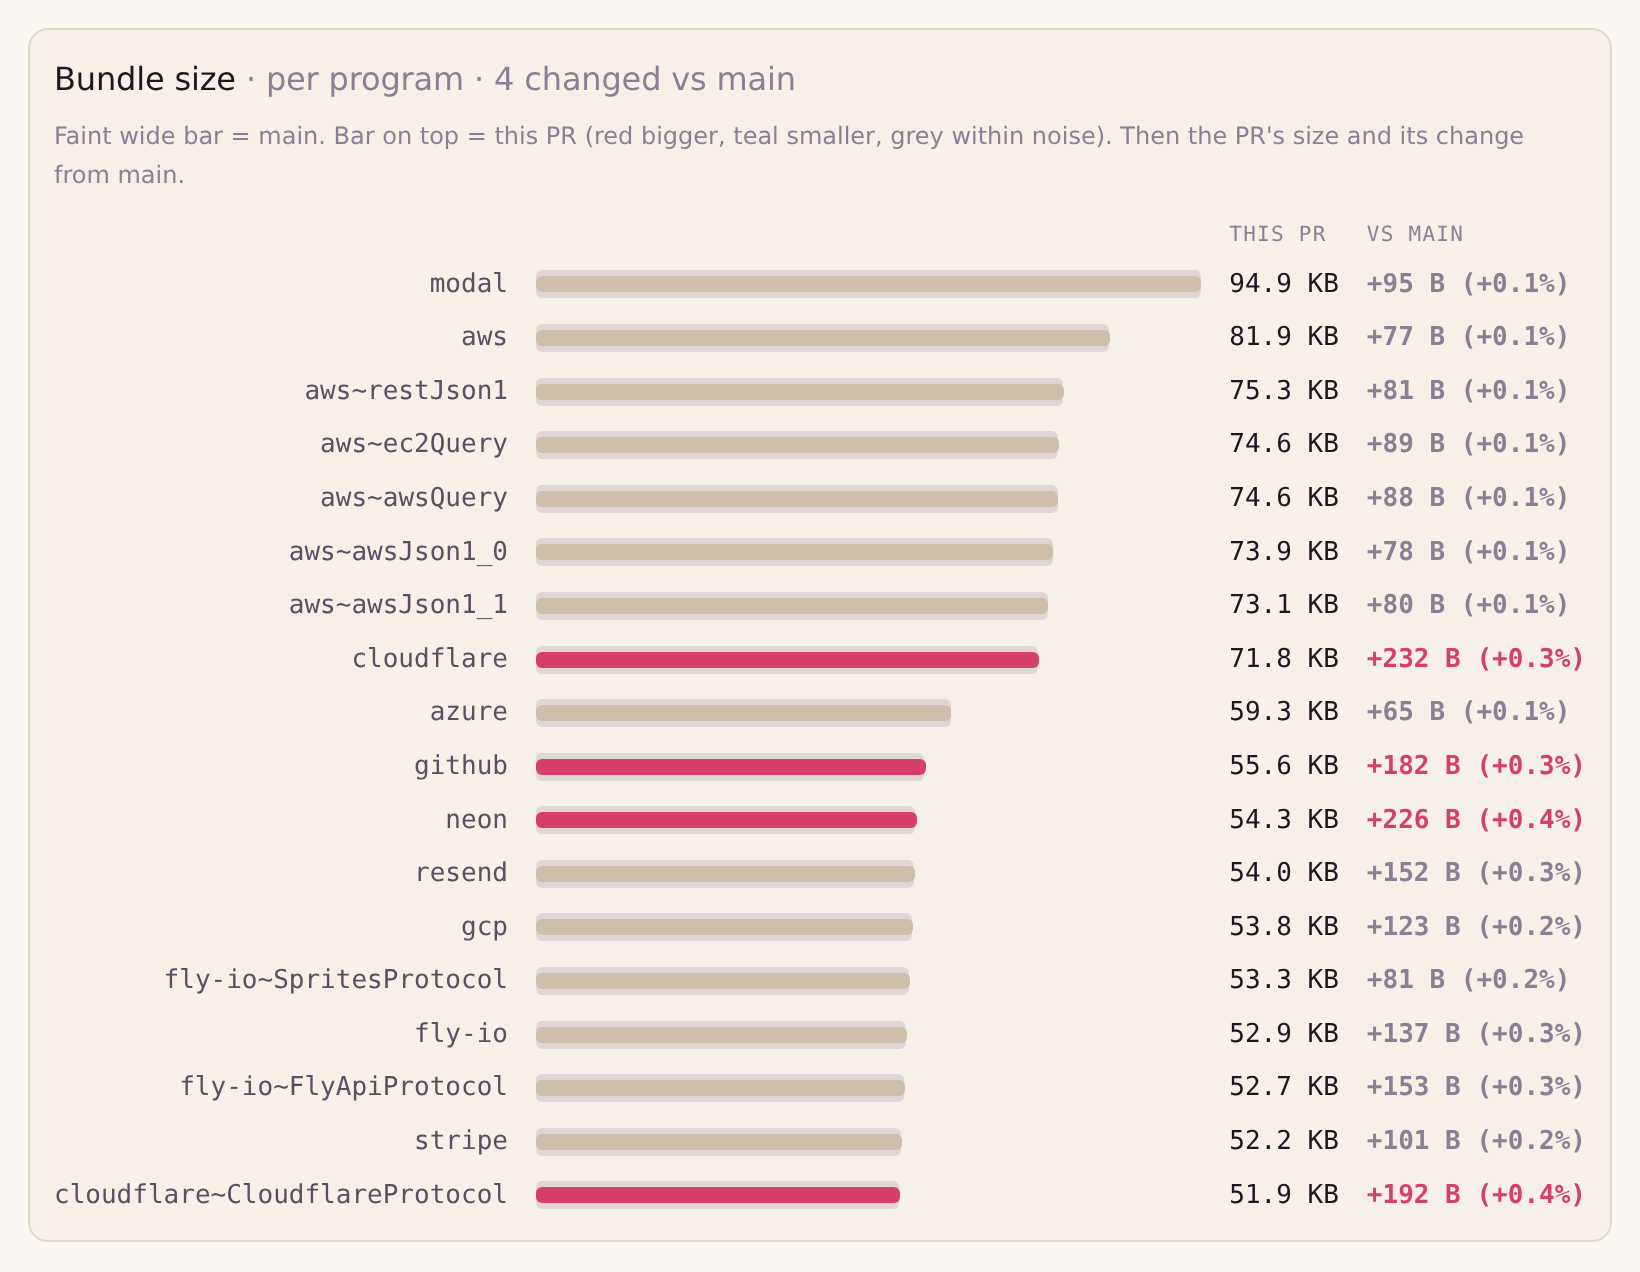 Bundle size · per program · 4 changed vs main
Faint wide bar = main. Bar on top = this PR (red bigger, teal smaller, grey within noise). Then the PR's size and its change
from main.
THIS PR VS MAIN
modal 94.9 KB +95 B (+0.1%)
aws 81.9 KB +77 B (+0.1%)
aws~restJson1 75.3 KB +81 B (+0.1%)
aws~ec2Query 74.6 KB +89 B (+0.1%)
aws~awsQuery 74.6 KB +88 B (+0.1%)
aws~awsJson1_0 73.9 KB +78 B (+0.1%)
aws~awsJson1_1 73.1 KB +80 B (+0.1%)
cloudflare 71.8 KB +232 B (+0.3%)
azure 59.3 KB +65 B (+0.1%)
github 55.6 KB +182 B (+0.3%)
neon 54.3 KB +226 B (+0.4%)
resend 54.0 KB +152 B (+0.3%)
gcp 53.8 KB +123 B (+0.2%)
fly-io~SpritesProtocol 53.3 KB +81 B (+0.2%)
fly-io 52.9 KB +137 B (+0.3%)
fly-io~FlyApiProtocol 52.7 KB +153 B (+0.3%)
stripe 52.2 KB +101 B (+0.2%)
cloudflare~CloudflareProtocol 51.9 KB +192 B (+0.4%)